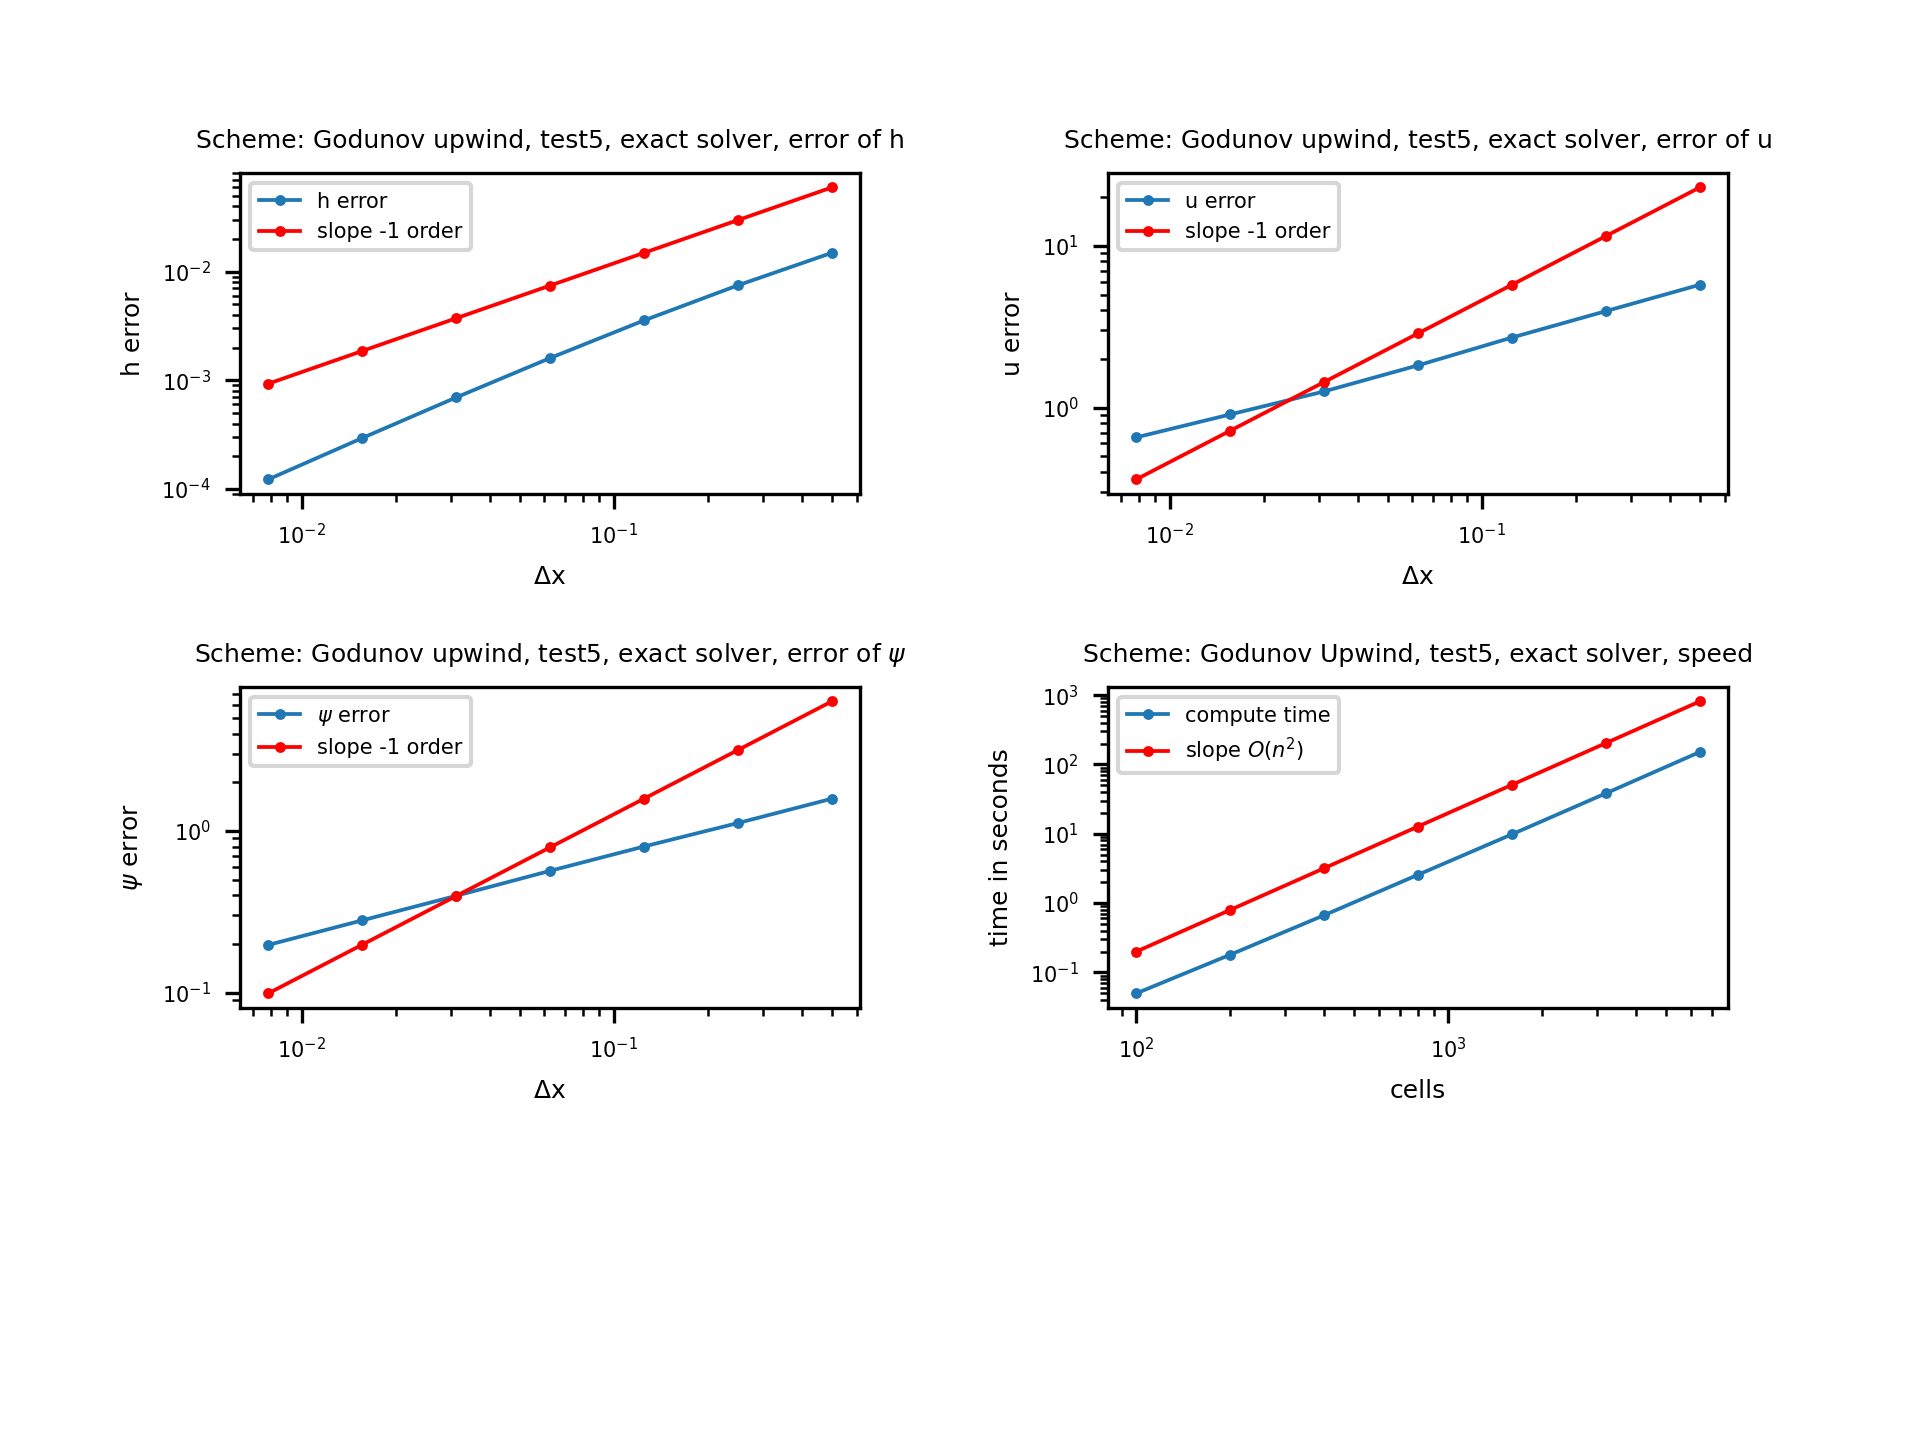 Scheme: Godunov upwind, test5, exact solver, error of h
h error
slope -1 order
h error
10⁻²
10⁻³
10⁻⁴
10⁻²
10⁻¹
Δx
Scheme: Godunov upwind, test5, exact solver, error of u
u error
slope -1 order
u error
10¹
10⁰
10⁻²
10⁻¹
Δx
Scheme: Godunov upwind, test5, exact solver, error of ψ
ψ error
slope -1 order
ψ error
10⁰
10⁻¹
10⁻²
10⁻¹
Δx
Scheme: Godunov Upwind, test5, exact solver, speed
compute time
slope O(n²)
time in seconds
10³
10²
10¹
10⁰
10⁻¹
10²
10³
cells